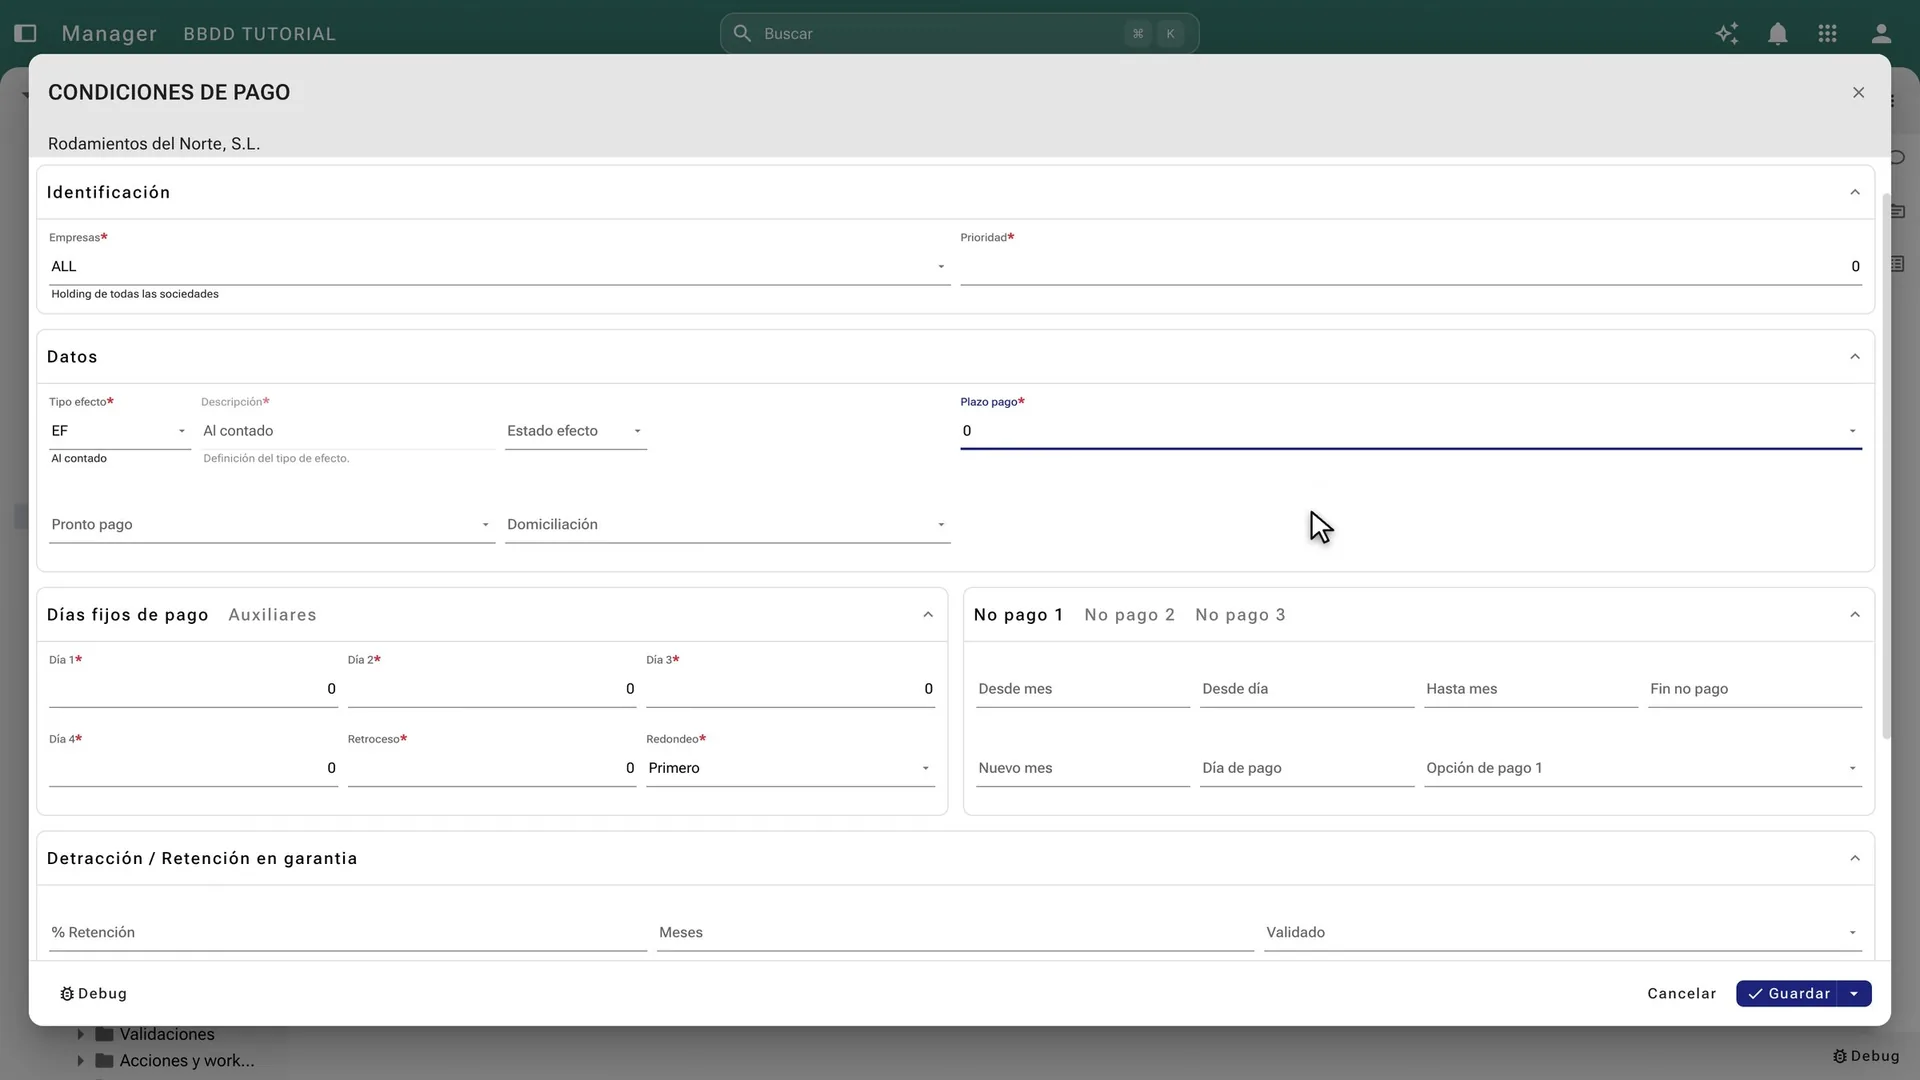 Manager BBDD TUTORIAL
Buscar ⌘ K
CONDICIONES DE PAGO
Rodamientos del Norte, S.L.
Identificación
Empresas* Prioridad*
ALL 0
Holding de todas las sociedades
Datos
Tipo efecto* Descripción* Plazo pago*
EF Al contado Estado efecto 0
Al contado Definición del tipo de efecto.
Pronto pago Domiciliación
Días fijos de pago Auxiliares
Día 1* Día 2* Día 3*
0 0 0
Día 4* Retroceso* Redondeo*
0 0 Primero
No pago 1 No pago 2 No pago 3
Desde mes Desde día Hasta mes Fin no pago
Nuevo mes Día de pago Opción de pago 1
Detracción / Retención en garantia
% Retención Meses Validado
Debug Cancelar Guardar
Validaciones
Acciones y work...
Debug